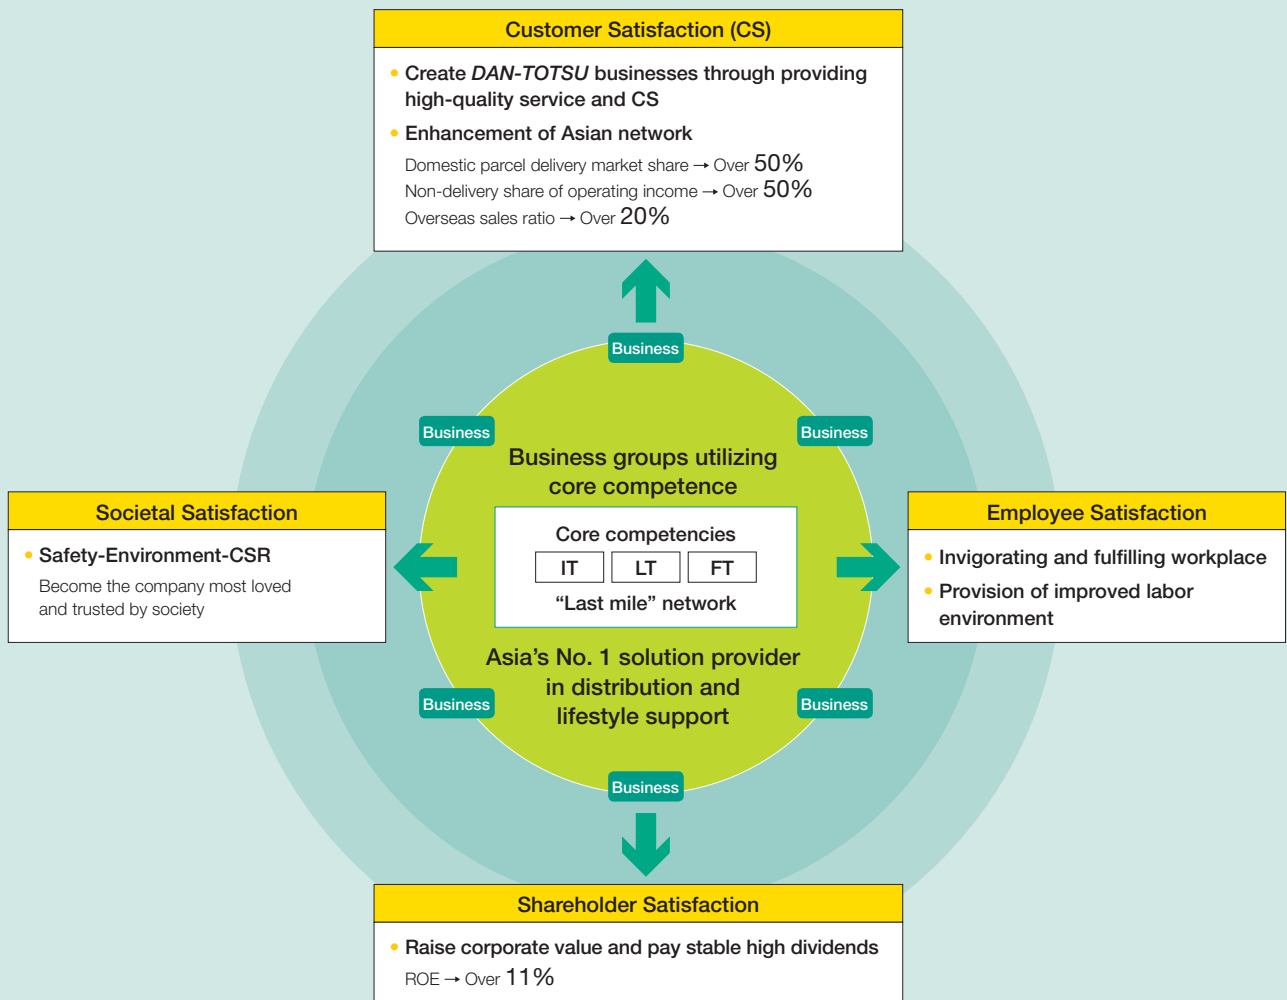 Customer Satisfaction (CS)
• Create DAN-TOTSU businesses through providing
high-quality service and CS
• Enhancement of Asian network
Domestic parcel delivery market share → Over 50%
Non-delivery share of operating income → Over 50%
Overseas sales ratio → Over 20%
Business
Business
Business
Business groups utilizing
core competence
Core competencies
IT LT FT
“Last mile” network
Asia’s No. 1 solution provider
in distribution and
lifestyle support
Societal Satisfaction
• Safety-Environment-CSR
Become the company most loved
and trusted by society
Employee Satisfaction
• Invigorating and fulfilling workplace
• Provision of improved labor
environment
Business
Business
Business
Shareholder Satisfaction
• Raise corporate value and pay stable high dividends
ROE → Over 11%